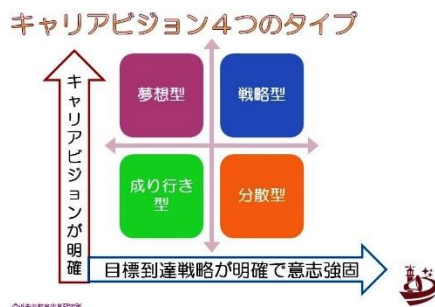 キャリアビジョン4つのタイプ
キャリアビジョンが明確
夢想型
戦略型
成り行き
型
分散型
目標到達戦略が明確で意志強固